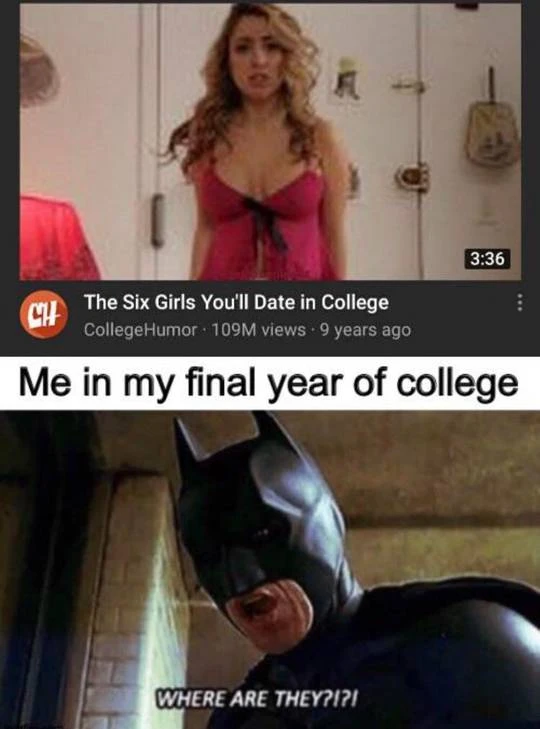 3:36
CH
The Six Girls You'll Date in College
CollegeHumor · 109M views · 9 years ago
Me in my final year of college
WHERE ARE THEY?!?!